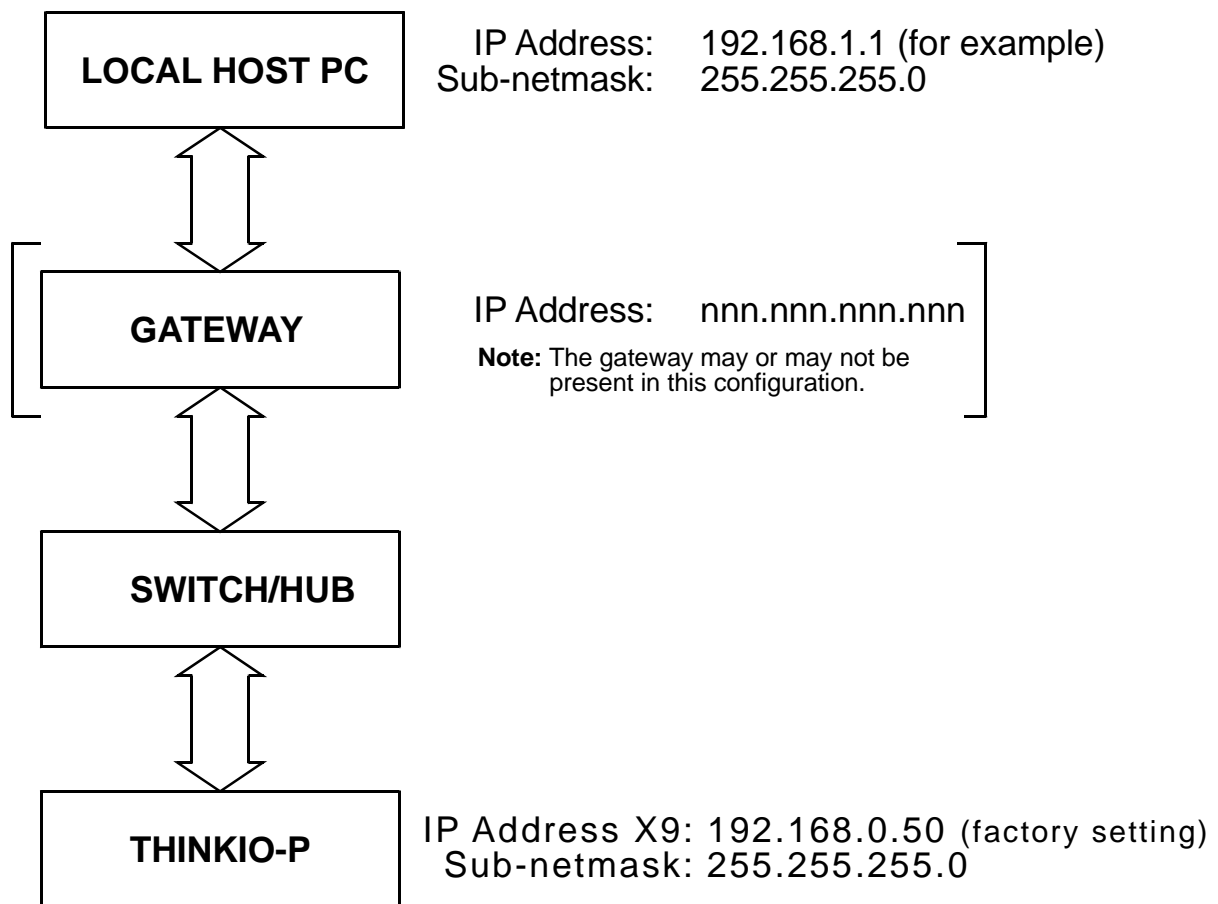 LOCAL HOST PC
IP Address: 192.168.1.1 (for example)
Sub-netmask: 255.255.255.0
GATEWAY
IP Address: nnn.nnn.nnn.nnn
Note: The gateway may or may not be
present in this configuration.
SWITCH/HUB
THINKIO-P
IP Address X9: 192.168.0.50 (factory setting)
Sub-netmask: 255.255.255.0